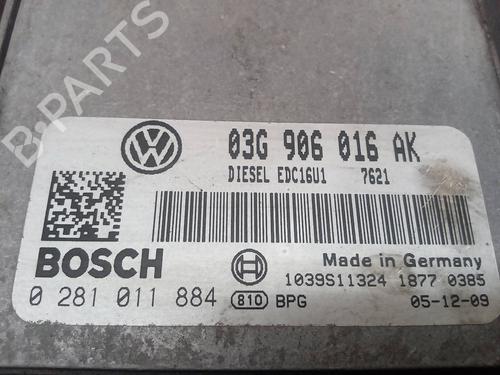 B-PARTS
03G 906 016 AK
DIESEL EDC16U1 7621
BOSCH
Made in Germany
1039S11324 1877 0385
0 281 011 884 810 BPG 05-12-09